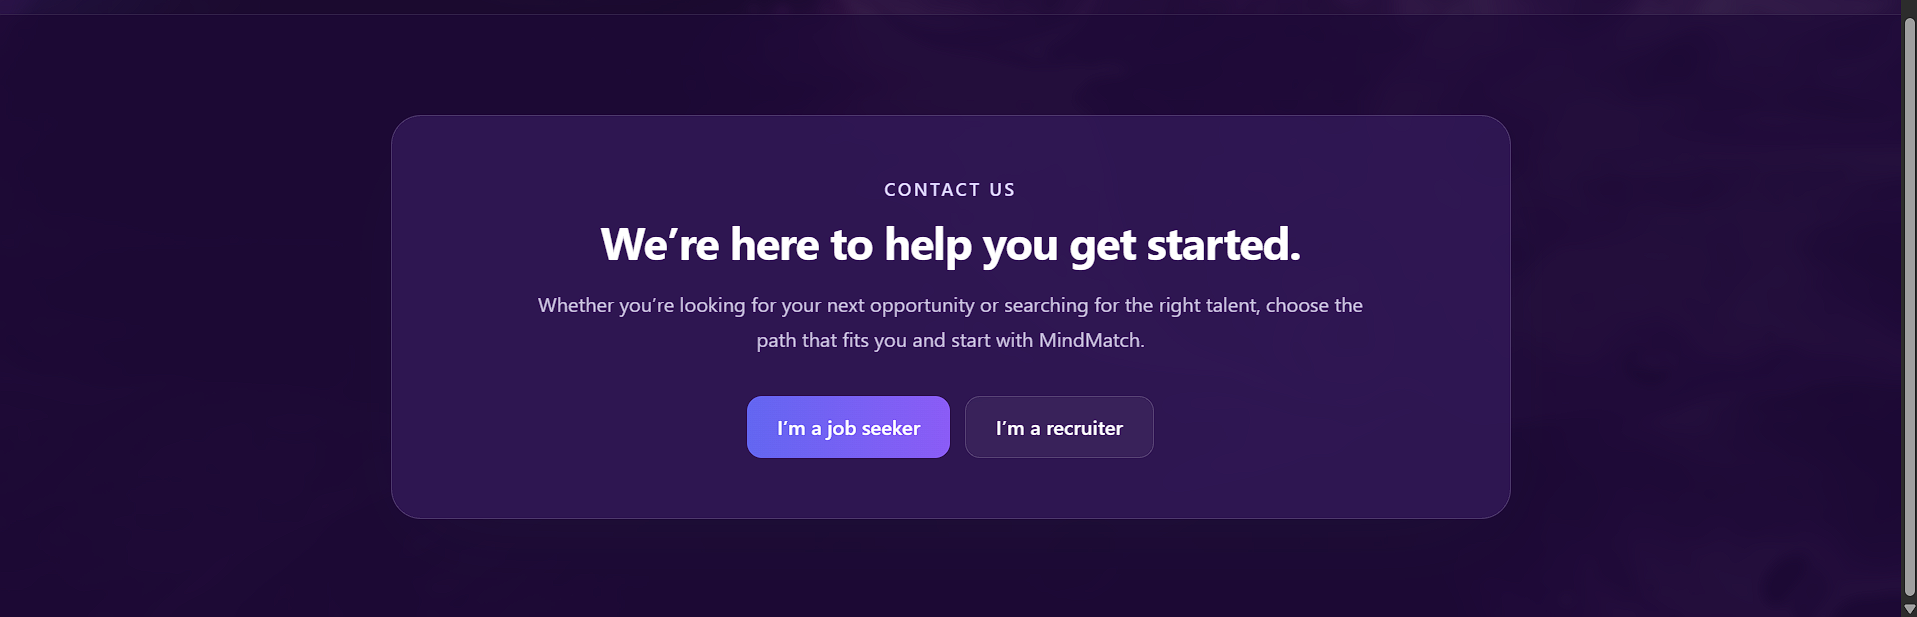 CONTACT US
We’re here to help you get started.
Whether you’re looking for your next opportunity or searching for the right talent, choose the
path that fits you and start with MindMatch.
I’m a job seeker
I’m a recruiter